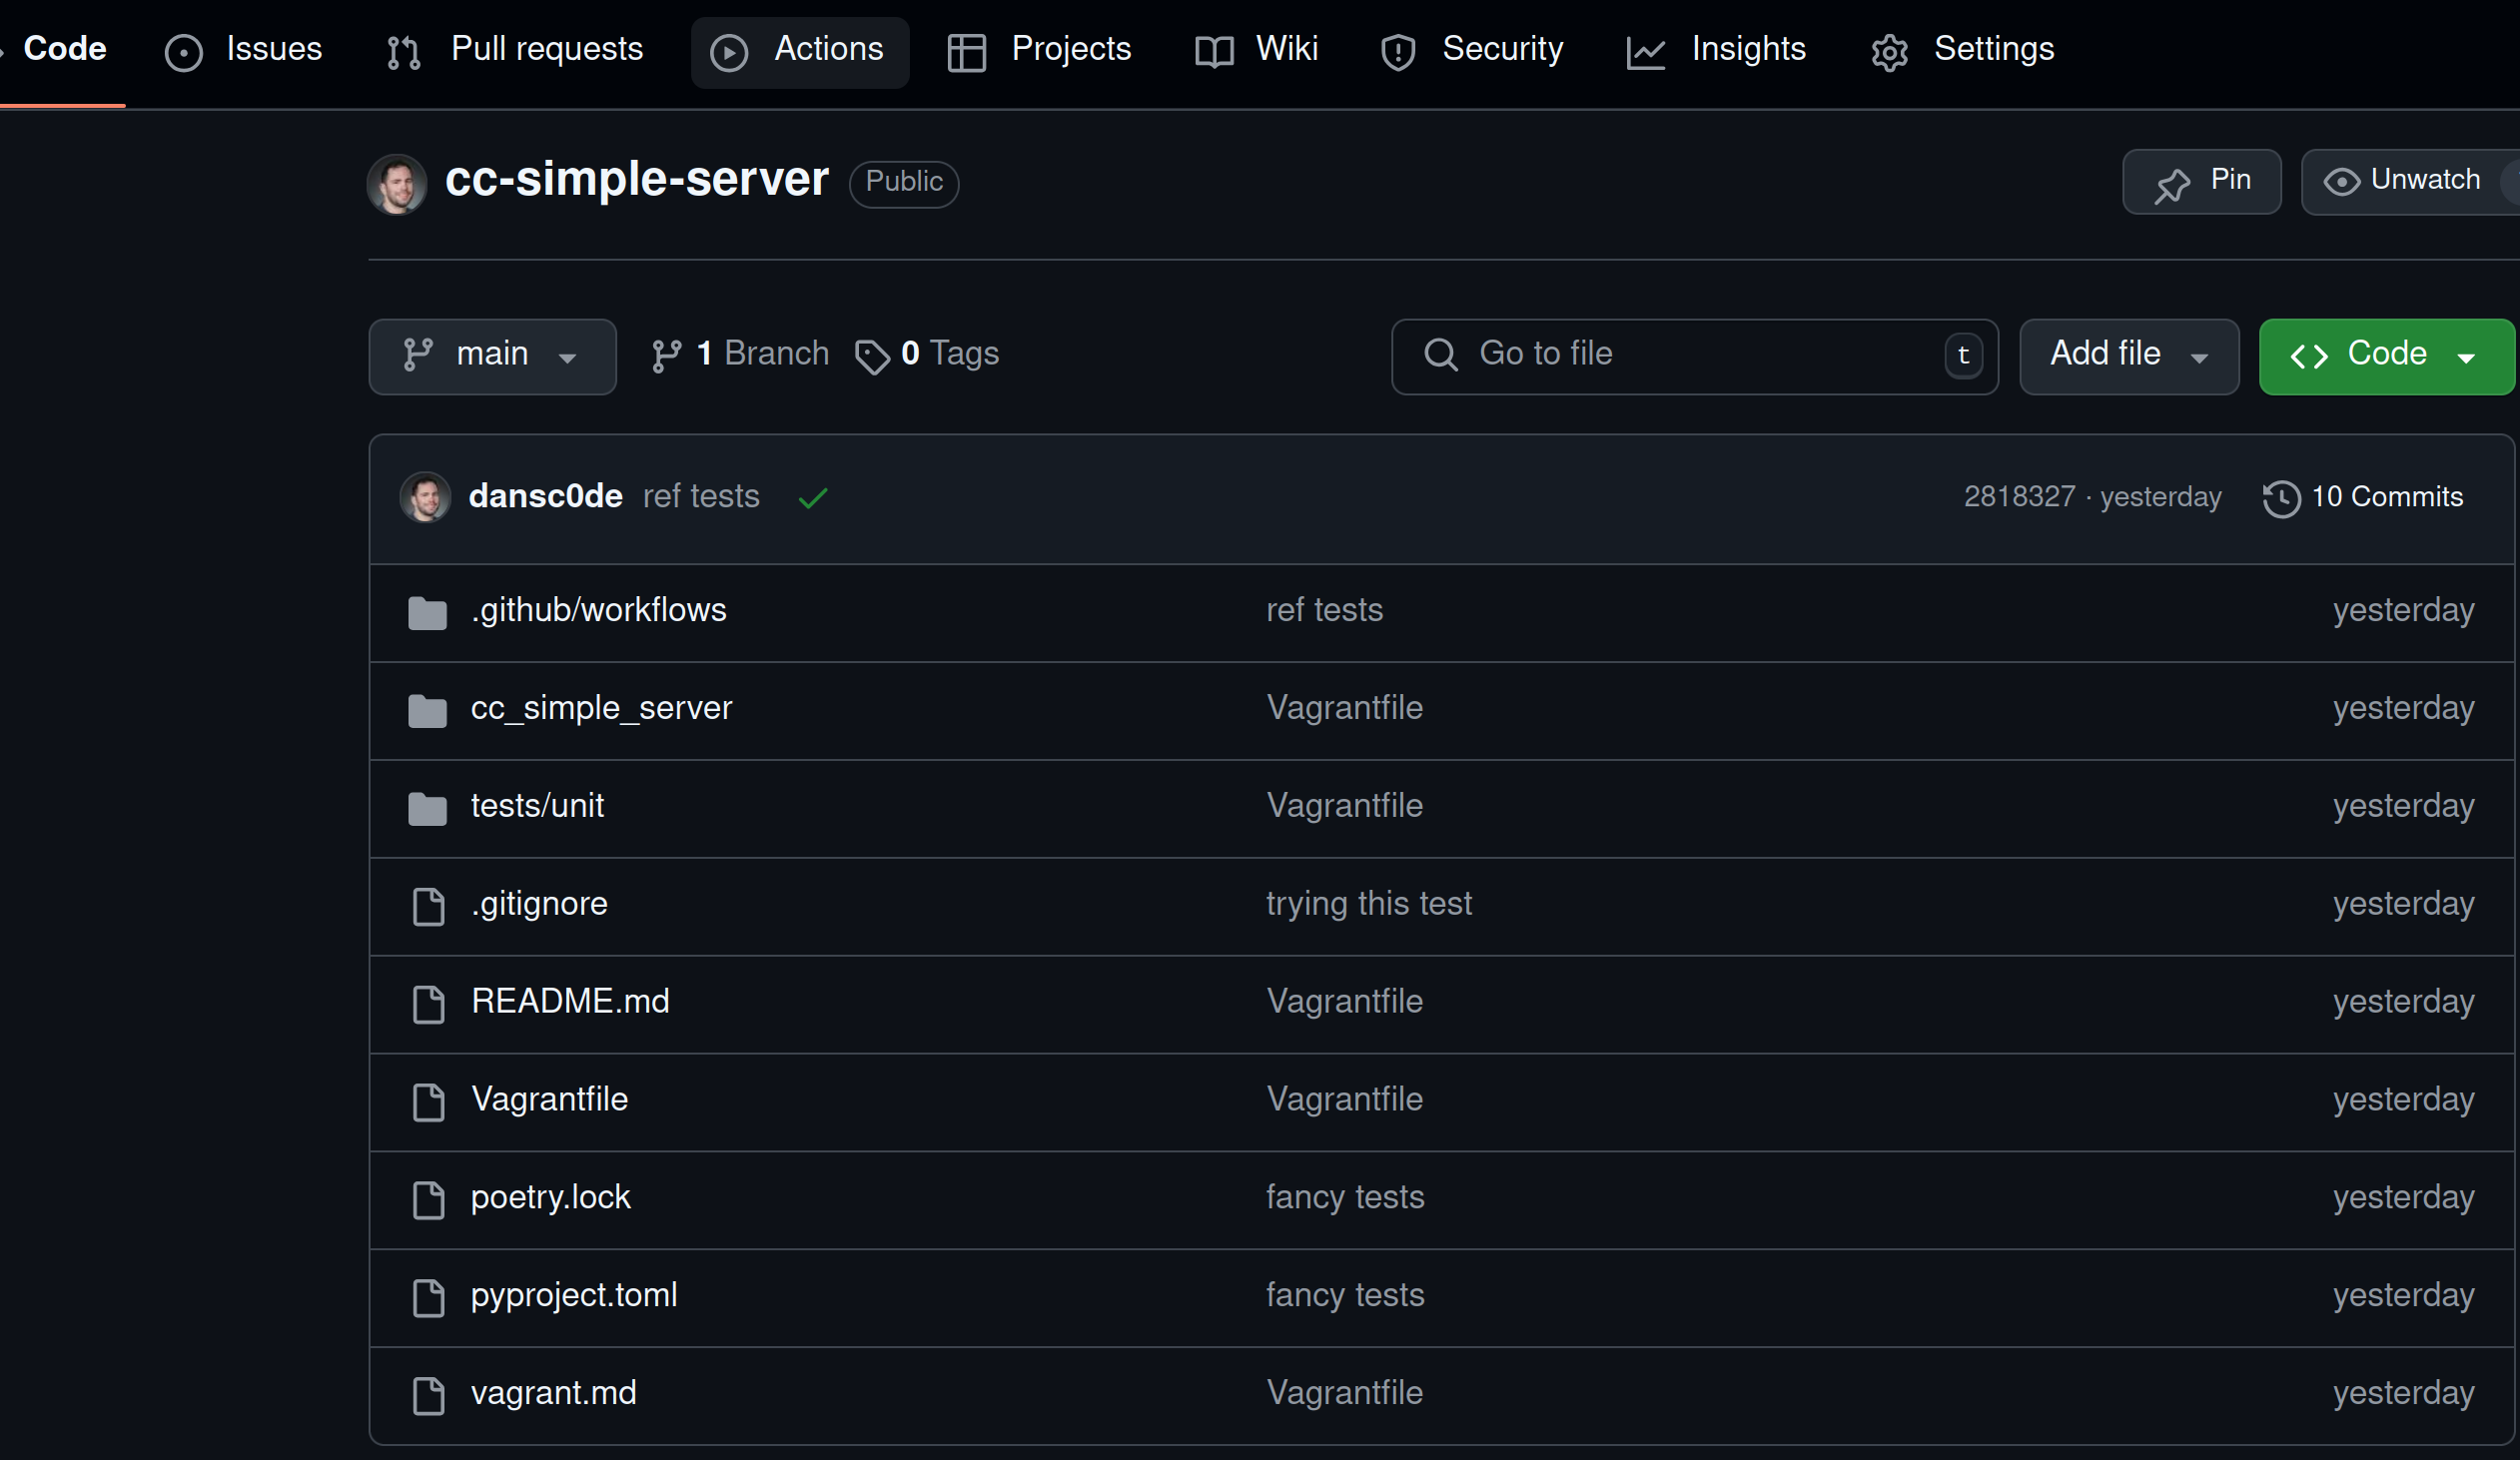 Code Issues Pull requests Actions Projects Wiki Security Insights Settings
cc-simple-server Public Pin Unwatch
main 1 Branch 0 Tags Go to file t Add file Code
dansc0de ref tests 2818327 · yesterday 10 Commits
.github/workflows ref tests yesterday
cc_simple_server Vagrantfile yesterday
tests/unit Vagrantfile yesterday
.gitignore trying this test yesterday
README.md Vagrantfile yesterday
Vagrantfile Vagrantfile yesterday
poetry.lock fancy tests yesterday
pyproject.toml fancy tests yesterday
vagrant.md Vagrantfile yesterday